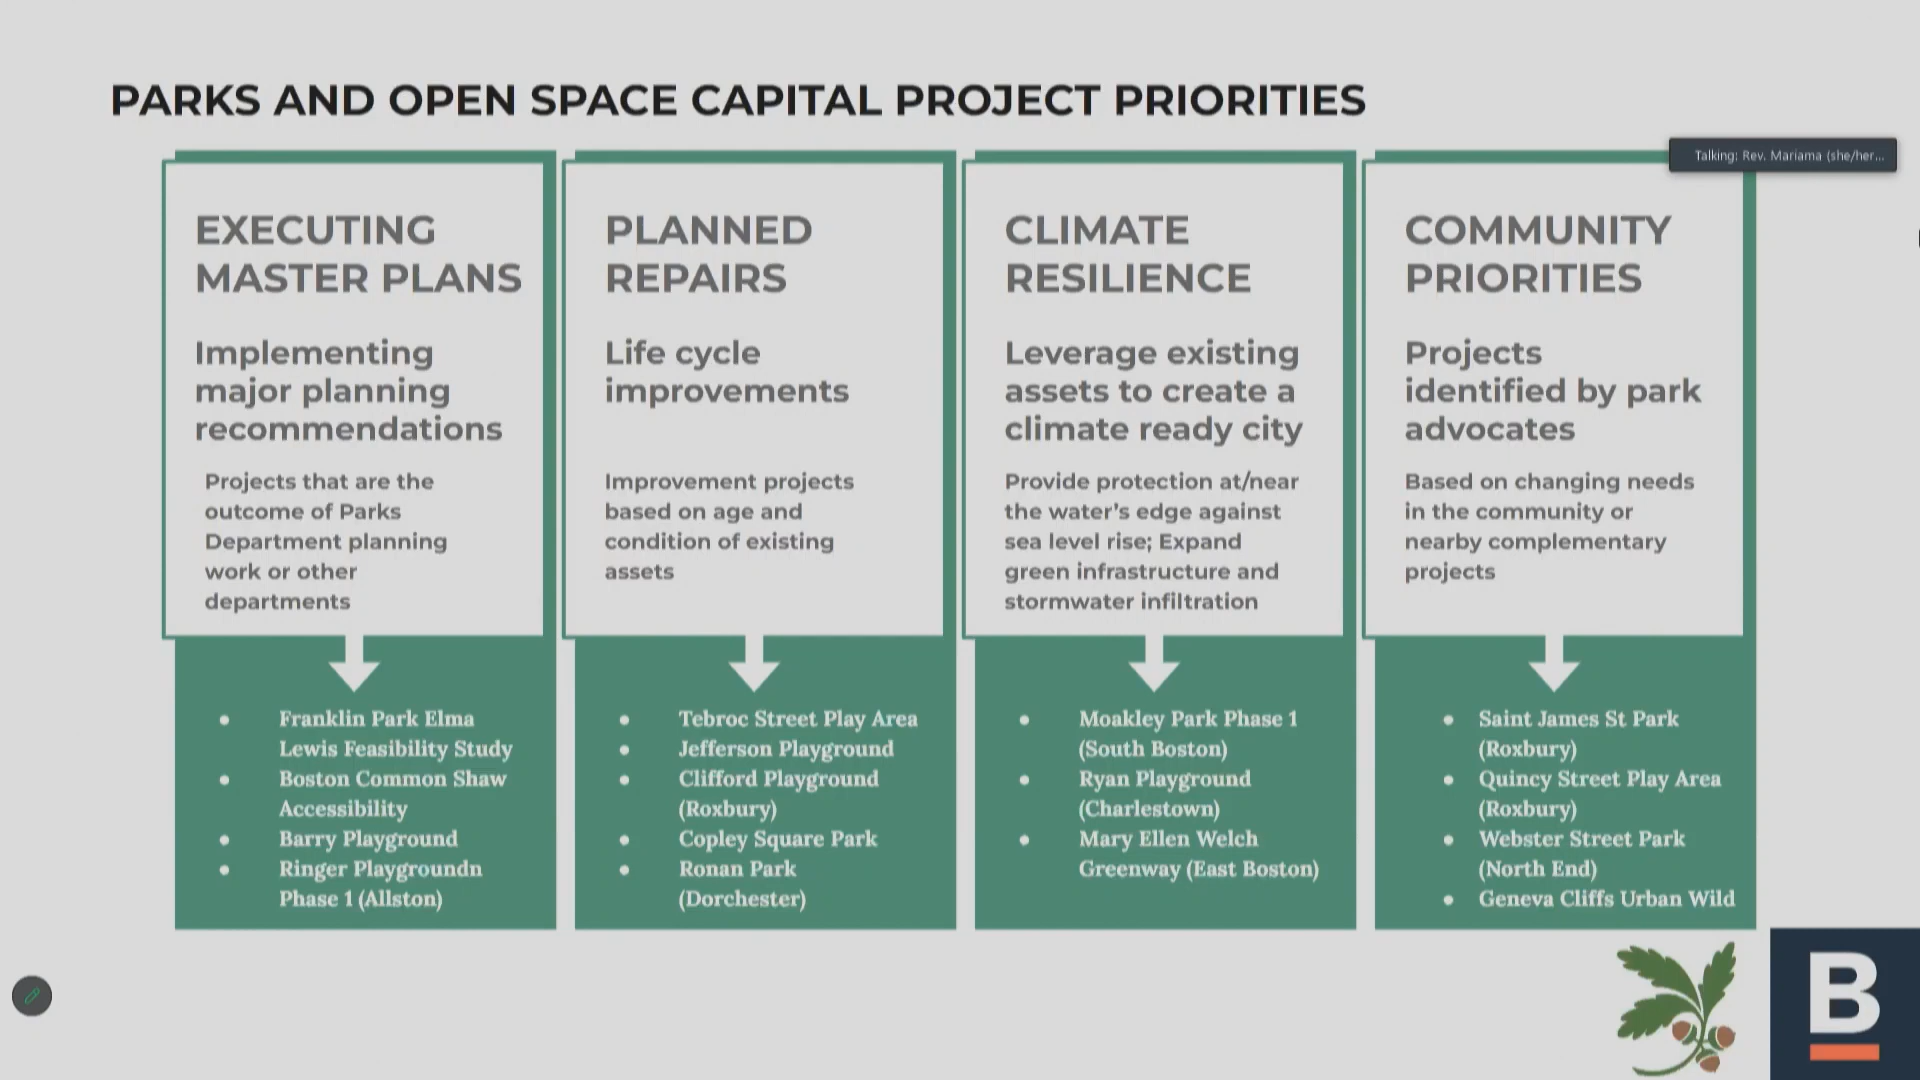 PARKS AND OPEN SPACE CAPITAL PROJECT PRIORITIES
Talking: Rev. Mariama (she/her...
EXECUTING
MASTER PLANS
Implementing
major planning
recommendations
Projects that are the
outcome of Parks
Department planning
work or other
departments
Franklin Park Elma
Lewis Feasibility Study
Boston Common Shaw
Accessibility
Barry Playground
Ringer Playgroundn
Phase 1 (Allston)
PLANNED
REPAIRS
Life cycle
improvements
Improvement projects
based on age and
condition of existing
assets
Tebroc Street Play Area
Jefferson Playground
Clifford Playground
(Roxbury)
Copley Square Park
Ronan Park
(Dorchester)
CLIMATE
RESILIENCE
Leverage existing
assets to create a
climate ready city
Provide protection at/near
the water's edge against
sea level rise; Expand
green infrastructure and
stormwater infiltration
Moakley Park Phase 1
(South Boston)
Ryan Playground
(Charlestown)
Mary Ellen Welch
Greenway (East Boston)
COMMUNITY
PRIORITIES
Projects
identified by park
advocates
Based on changing needs
in the community or
nearby complementary
projects
Saint James St Park
(Roxbury)
Quincy Street Play Area
(Roxbury)
Webster Street Park
(North End)
Geneva Cliffs Urban Wild
B